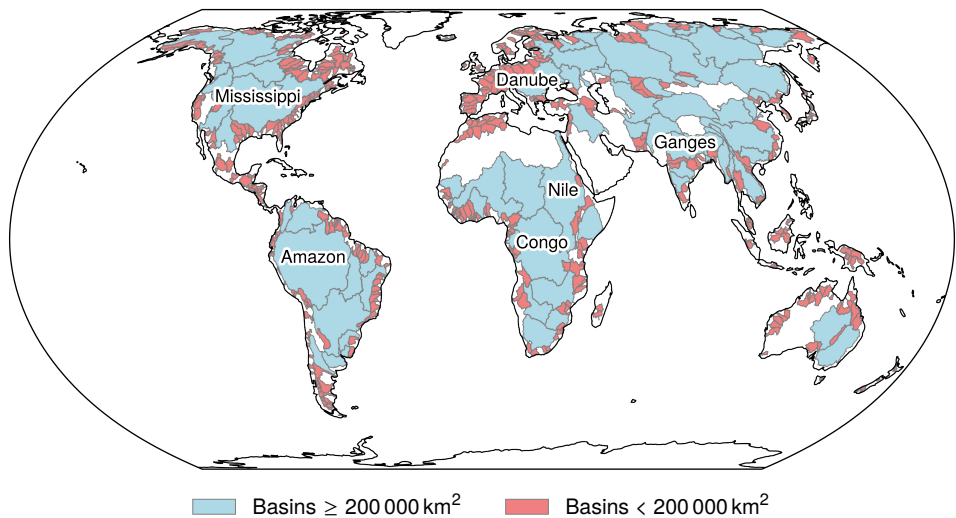 Danube
Mississippi
Ganges
Nile
Congo
Amazon
Basins ≥ 200 000 km²
Basins < 200 000 km²